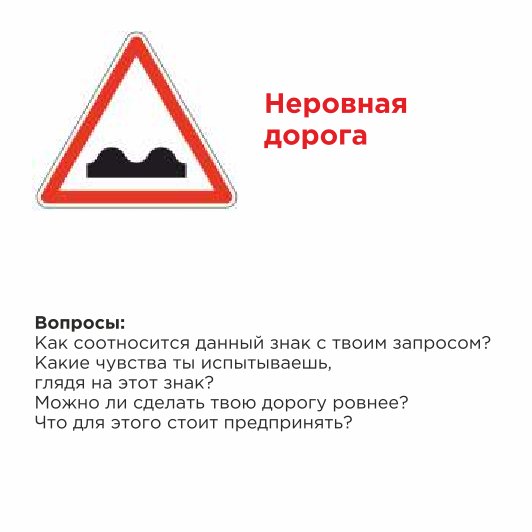 Неровная
дорога
Вопросы:
Как соотносится данный знак с твоим запросом?
Какие чувства ты испытываешь,
глядя на этот знак?
Можно ли сделать твою дорогу ровнее?
Что для этого стоит предпринять?